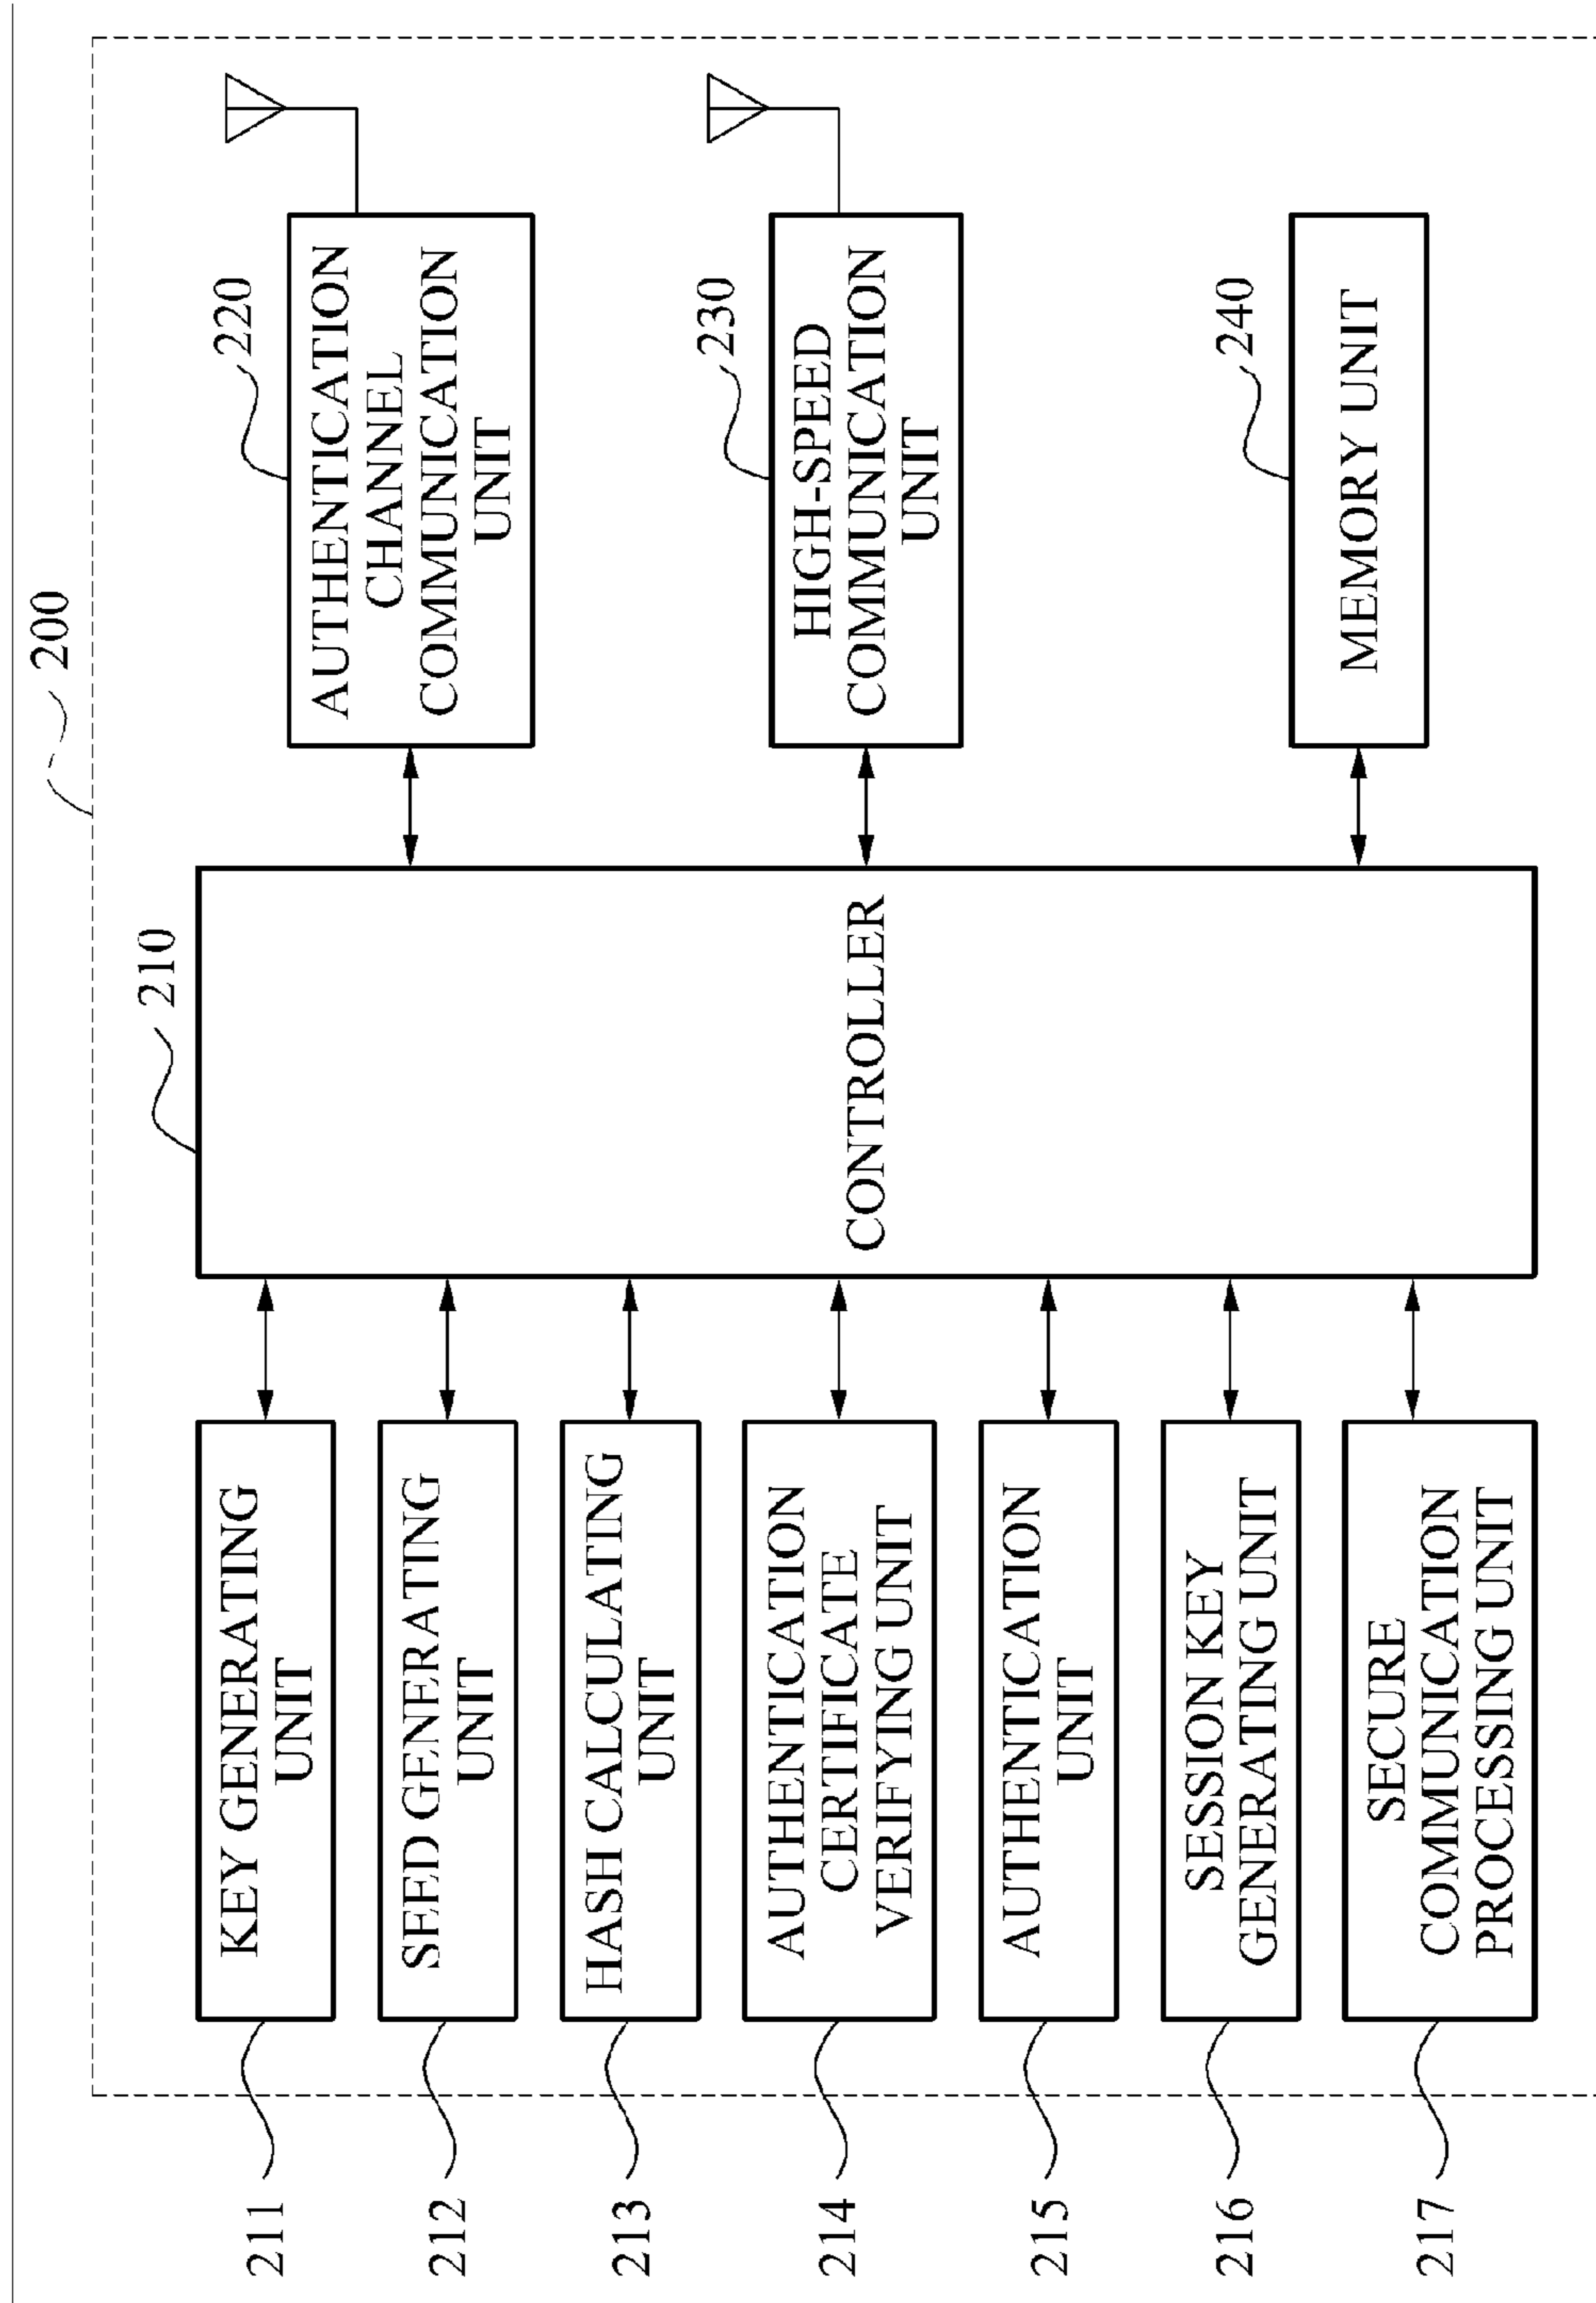 200
211
KEY GENERATING
UNIT
212
SEED GENERATING
UNIT
213
HASH CALCULATING
UNIT
214
AUTHENTICATION
CERTIFICATE
VERIFYING UNIT
215
AUTHENTICATION
UNIT
216
SESSION KEY
GENERATING UNIT
217
SECURE
COMMUNICATION
PROCESSING UNIT
210
CONTROLLER
220
AUTHENTICATION
CHANNEL
COMMUNICATION
UNIT
230
HIGH-SPEED
COMMUNICATION
UNIT
240
MEMORY UNIT